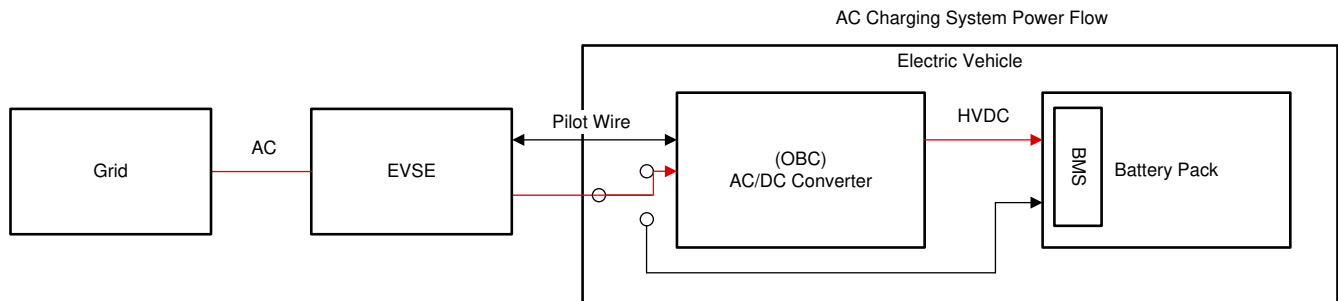 AC Charging System Power Flow
Electric Vehicle
Grid
AC
EVSE
Pilot Wire
(OBC)
AC/DC Converter
HVDC
BMS
Battery Pack